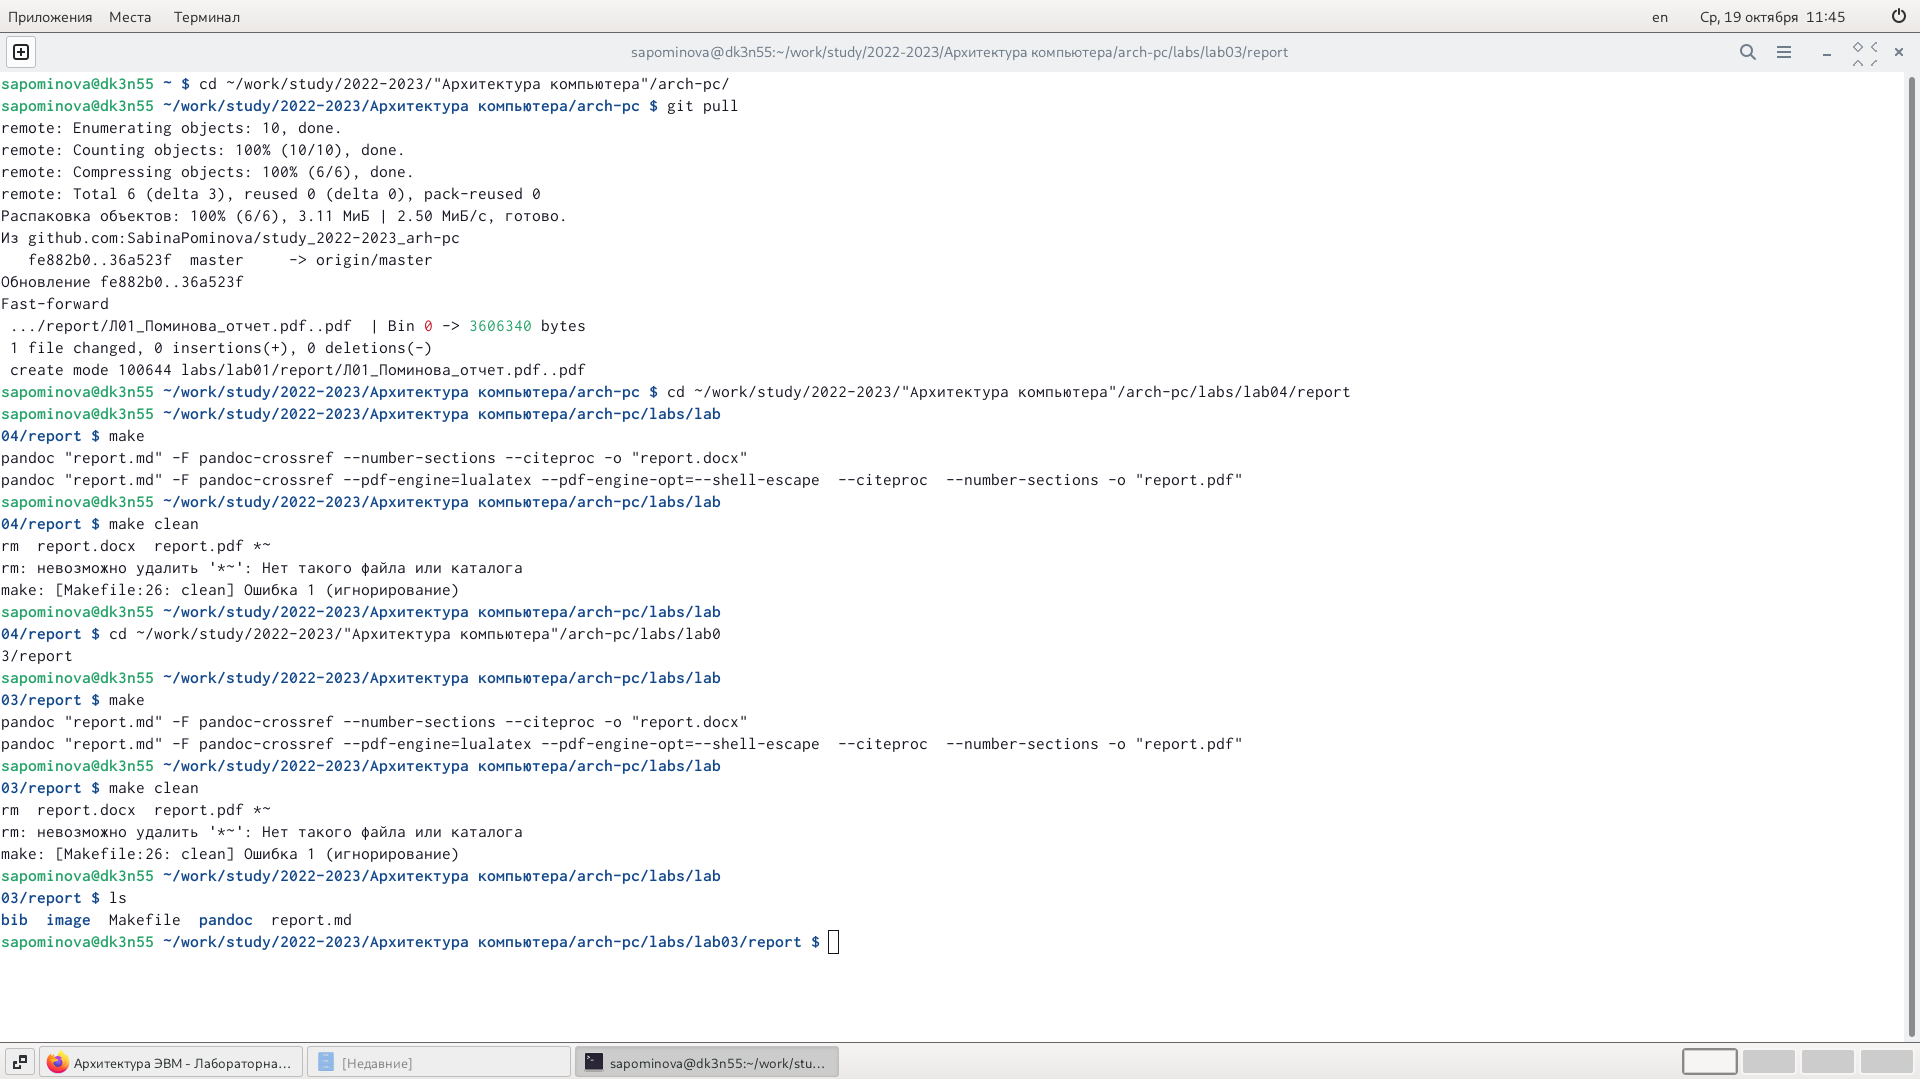 Приложения Места Терминал en Ср, 19 октября 11:45
sapominova@dk3n55:~/work/study/2022-2023/Архитектура компьютера/arch-pc/labs/lab03/report
sapominova@dk3n55 ~ $ cd ~/work/study/2022-2023/"Архитектура компьютера"/arch-pc/
sapominova@dk3n55 ~/work/study/2022-2023/Архитектура компьютера/arch-pc $ git pull
remote: Enumerating objects: 10, done.
remote: Counting objects: 100% (10/10), done.
remote: Compressing objects: 100% (6/6), done.
remote: Total 6 (delta 3), reused 0 (delta 0), pack-reused 0
Распаковка объектов: 100% (6/6), 3.11 МиБ | 2.50 МиБ/с, готово.
Из github.com:SabinaPominova/study_2022-2023_arh-pc
   fe882b0..36a523f  master     -> origin/master
Обновление fe882b0..36a523f
Fast-forward
 .../report/Л01_Поминова_отчет.pdf..pdf  | Bin 0 -> 3606340 bytes
 1 file changed, 0 insertions(+), 0 deletions(-)
 create mode 100644 labs/lab01/report/Л01_Поминова_отчет.pdf..pdf
sapominova@dk3n55 ~/work/study/2022-2023/Архитектура компьютера/arch-pc $ cd ~/work/study/2022-2023/"Архитектура компьютера"/arch-pc/labs/lab04/report
sapominova@dk3n55 ~/work/study/2022-2023/Архитектура компьютера/arch-pc/labs/lab
04/report $ make
pandoc "report.md" -F pandoc-crossref --number-sections --citeproc -o "report.docx"
pandoc "report.md" -F pandoc-crossref --pdf-engine=lualatex --pdf-engine-opt=--shell-escape  --citeproc  --number-sections -o "report.pdf"
sapominova@dk3n55 ~/work/study/2022-2023/Архитектура компьютера/arch-pc/labs/lab
04/report $ make clean
rm  report.docx  report.pdf *~
rm: невозможно удалить '*~': Нет такого файла или каталога
make: [Makefile:26: clean] Ошибка 1 (игнорирование)
sapominova@dk3n55 ~/work/study/2022-2023/Архитектура компьютера/arch-pc/labs/lab
04/report $ cd ~/work/study/2022-2023/"Архитектура компьютера"/arch-pc/labs/lab0
3/report
sapominova@dk3n55 ~/work/study/2022-2023/Архитектура компьютера/arch-pc/labs/lab
03/report $ make
pandoc "report.md" -F pandoc-crossref --number-sections --citeproc -o "report.docx"
pandoc "report.md" -F pandoc-crossref --pdf-engine=lualatex --pdf-engine-opt=--shell-escape  --citeproc  --number-sections -o "report.pdf"
sapominova@dk3n55 ~/work/study/2022-2023/Архитектура компьютера/arch-pc/labs/lab
03/report $ make clean
rm  report.docx  report.pdf *~
rm: невозможно удалить '*~': Нет такого файла или каталога
make: [Makefile:26: clean] Ошибка 1 (игнорирование)
sapominova@dk3n55 ~/work/study/2022-2023/Архитектура компьютера/arch-pc/labs/lab
03/report $ ls
bib  image  Makefile  pandoc  report.md
sapominova@dk3n55 ~/work/study/2022-2023/Архитектура компьютера/arch-pc/labs/lab03/report $
Архитектура ЭВМ - Лабораторна… [Недавние] sapominova@dk3n55:~/work/stu…